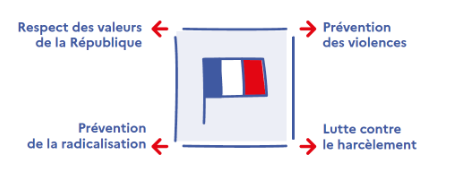 Respect des valeurs
de la République
Prévention
des violences
Prévention
de la radicalisation
Lutte contre
le harcèlement